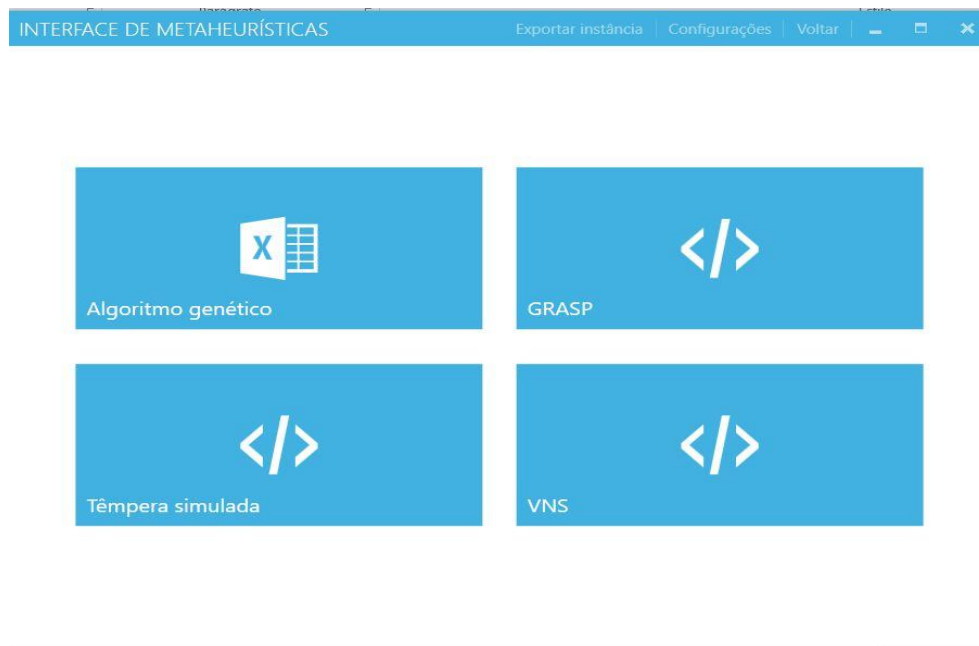 INTERFACE DE METAHEURÍSTICAS Exportar instância Configurações Voltar
X
Algoritmo genético
</>
GRASP
</>
Têmpera simulada
</>
VNS